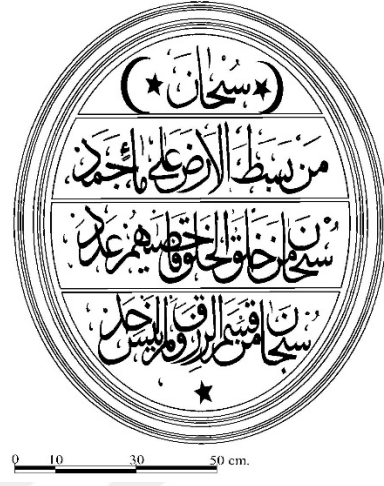 سبحان
من بسط الارض على ماء جمد
سبحان من خلق الخلق فاحصيهم عدد
سبحان من قسم الرزق ولم ينس احد
0 10 30 50 cm.